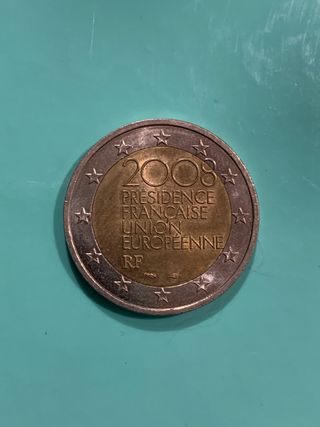 2008
PRÉSIDENCE
FRANÇAISE
UNION
EUROPÉENNE
RF